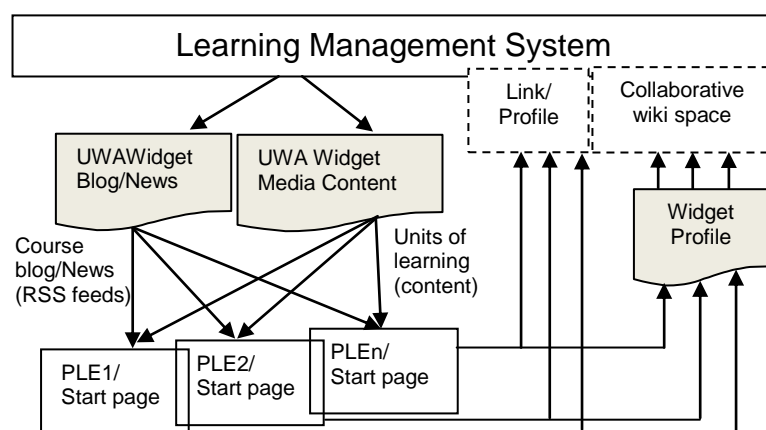 Learning Management System
Link/
Profile
Collaborative
wiki space
UWAWidget
Blog/News
UWA Widget
Media Content
Widget
Profile
Course
blog/News
(RSS feeds)
Units of
learning
(content)
PLE1/
Start page
PLE2/
Start page
PLEn/
Start page